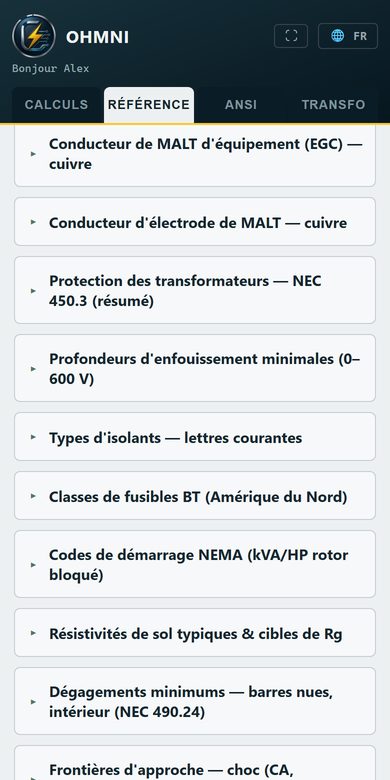 OHMNI
FR
Bonjour Alex
CALCULS
RÉFÉRENCE
ANSI
TRANSFO
Conducteur de MALT d'équipement (EGC) —
cuivre
Conducteur d'électrode de MALT — cuivre
Protection des transformateurs — NEC
450.3 (résumé)
Profondeurs d'enfouissement minimales (0–
600 V)
Types d'isolants — lettres courantes
Classes de fusibles BT (Amérique du Nord)
Codes de démarrage NEMA (kVA/HP rotor
bloqué)
Résistivités de sol typiques & cibles de Rg
Dégagements minimums — barres nues,
intérieur (NEC 490.24)
Frontières d'approche — choc (CA,